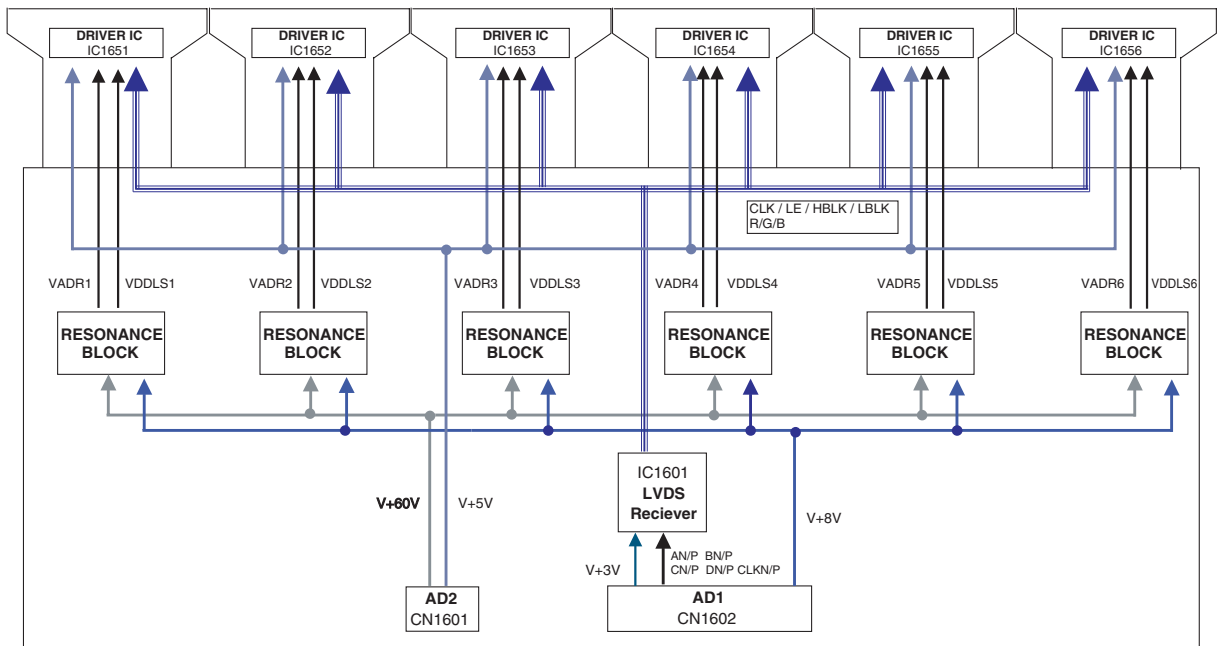 DRIVER IC
IC1651
DRIVER IC
IC1652
DRIVER IC
IC1653
DRIVER IC
IC1654
DRIVER IC
IC1655
DRIVER IC
IC1656
CLK / LE / HBLK / LBLK
R/G/B
VADR1
VDDLS1
VADR2
VDDLS2
VADR3
VDDLS3
VADR4
VDDLS4
VADR5
VDDLS5
VADR6
VDDLS6
RESONANCE
BLOCK
RESONANCE
BLOCK
RESONANCE
BLOCK
RESONANCE
BLOCK
RESONANCE
BLOCK
RESONANCE
BLOCK
IC1601
LVDS
Reciever
V+60V
V+5V
V+8V
V+3V
AN/P BN/P
CN/P DN/P CLKN/P
AD2
CN1601
AD1
CN1602